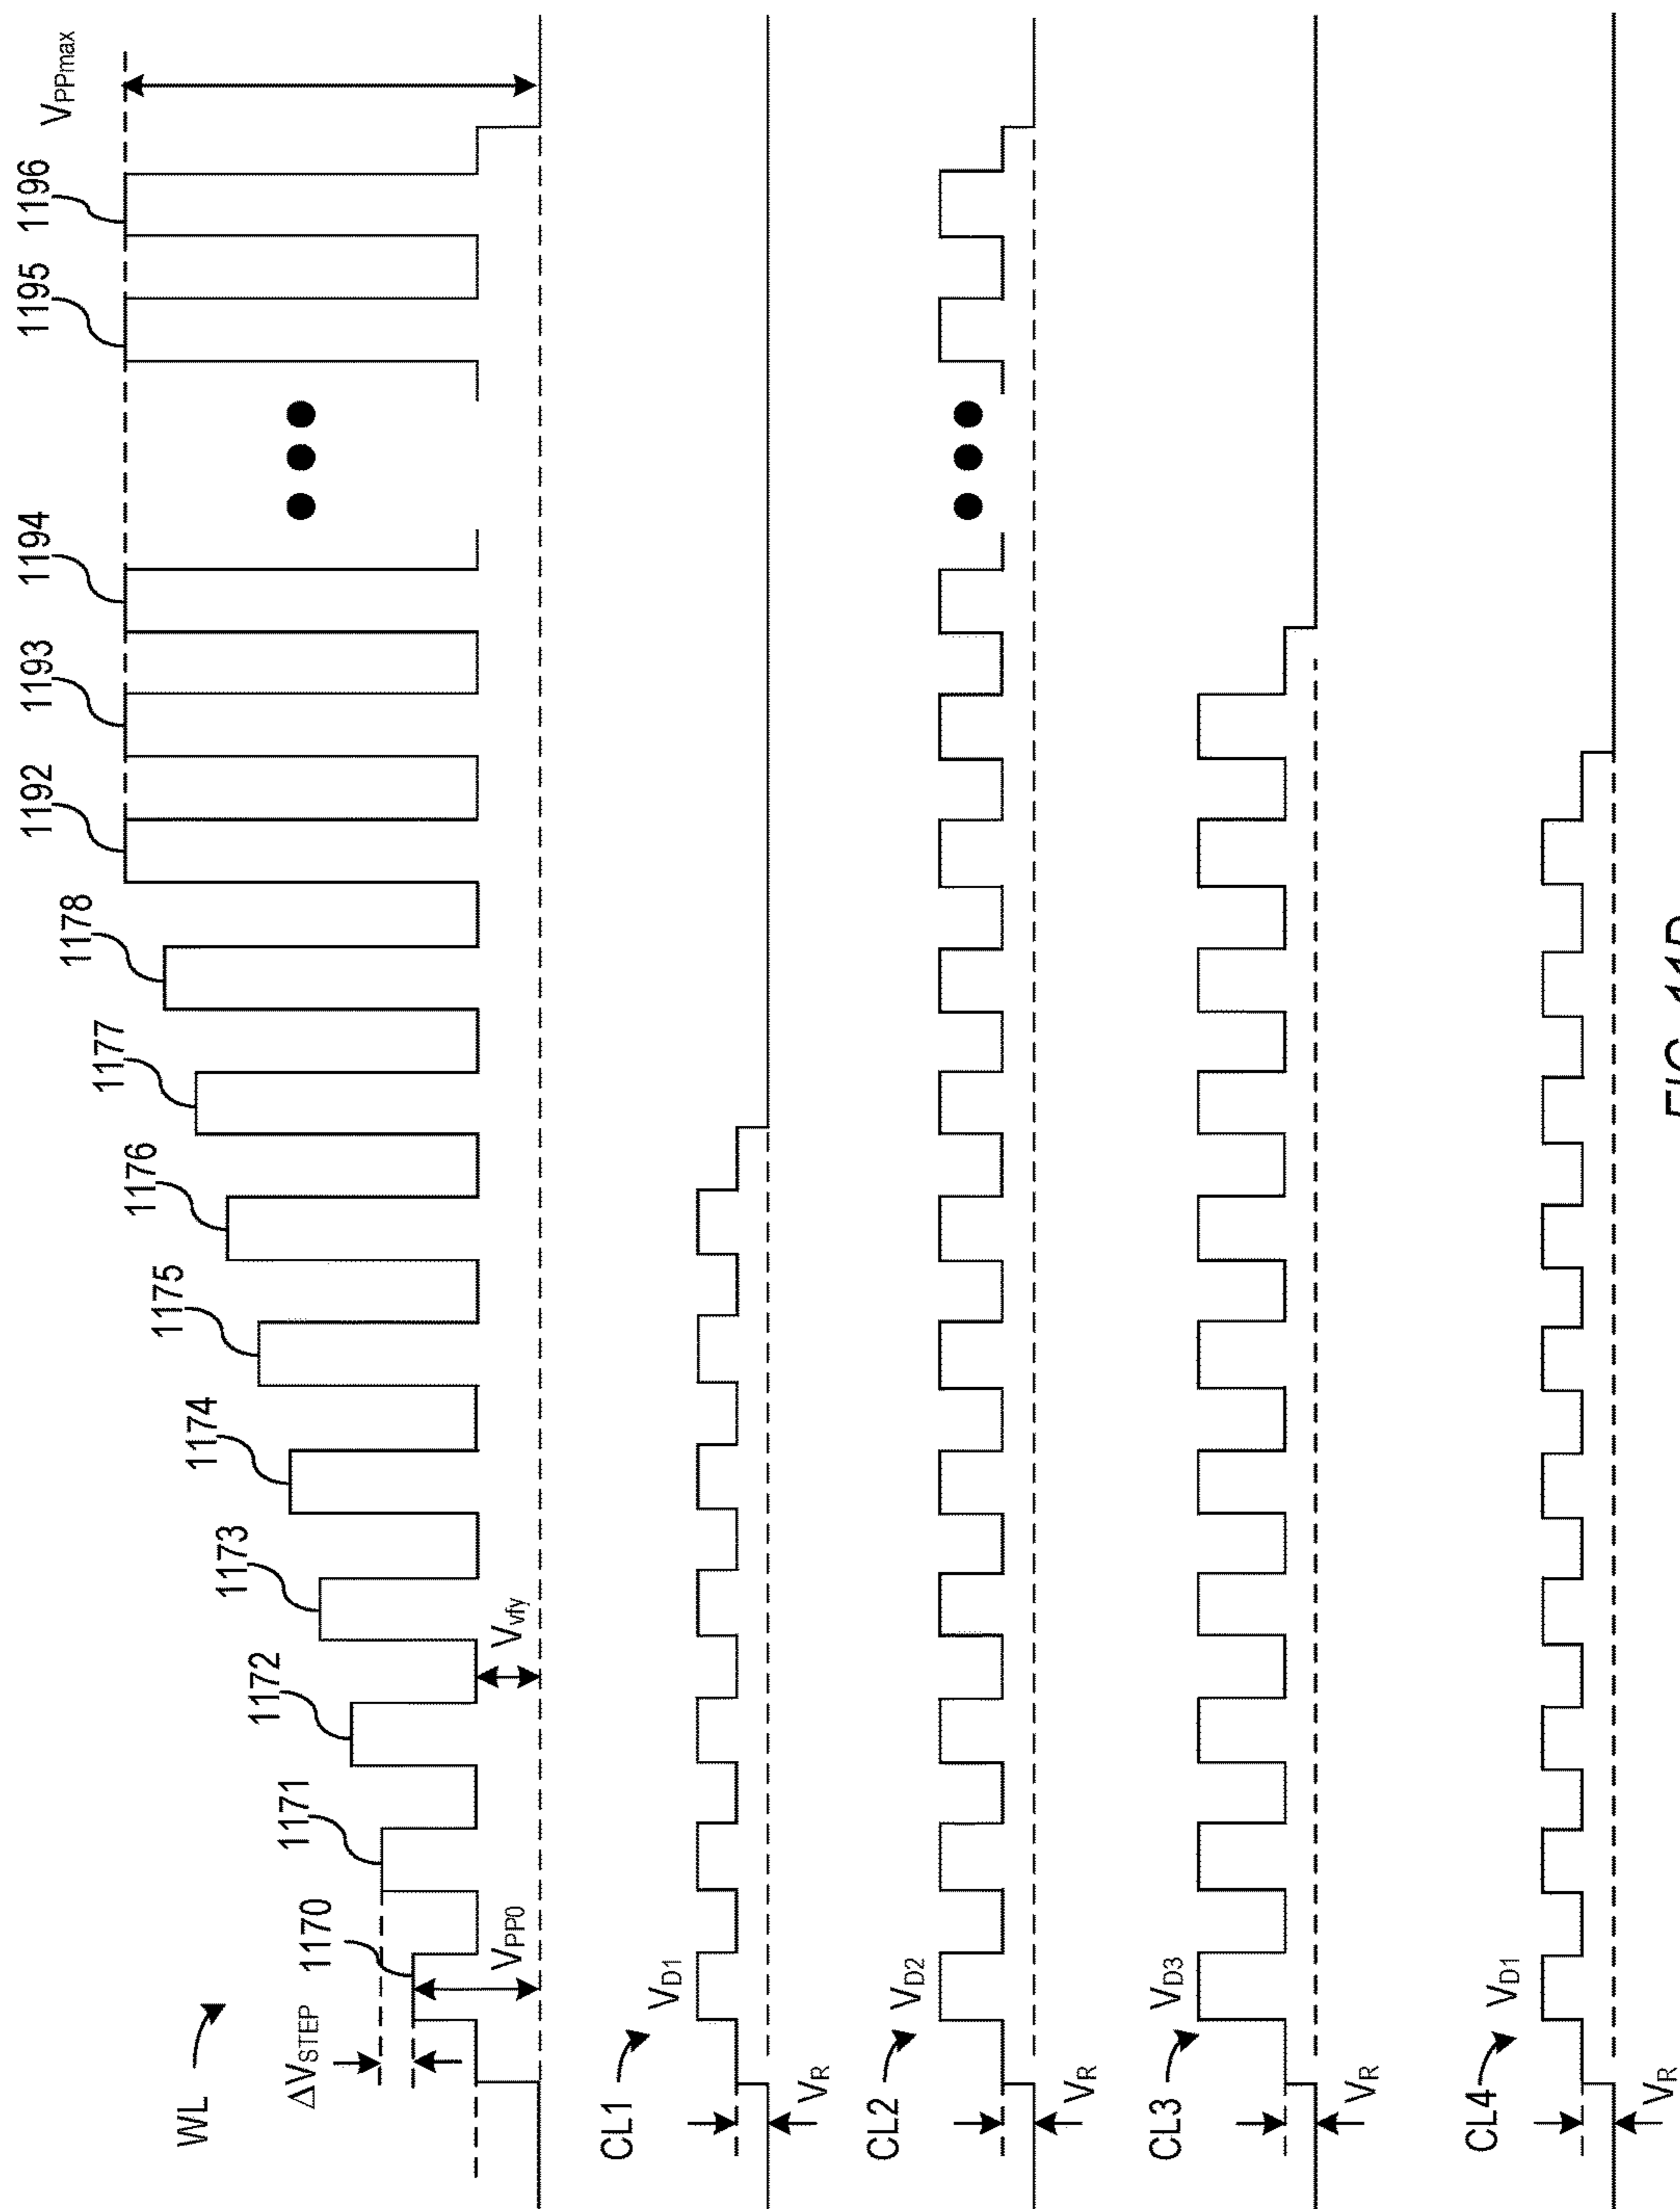 WL
ΔVSTEP
1170
1171
1172
1173
1174
1175
1176
1177
1178
1192
1193
1194
1195
1196
VPP0
Vvfy
VPPmax
CL1
VD1
VR
CL2
VD2
VR
CL3
VD3
VR
CL4
VD1
VR